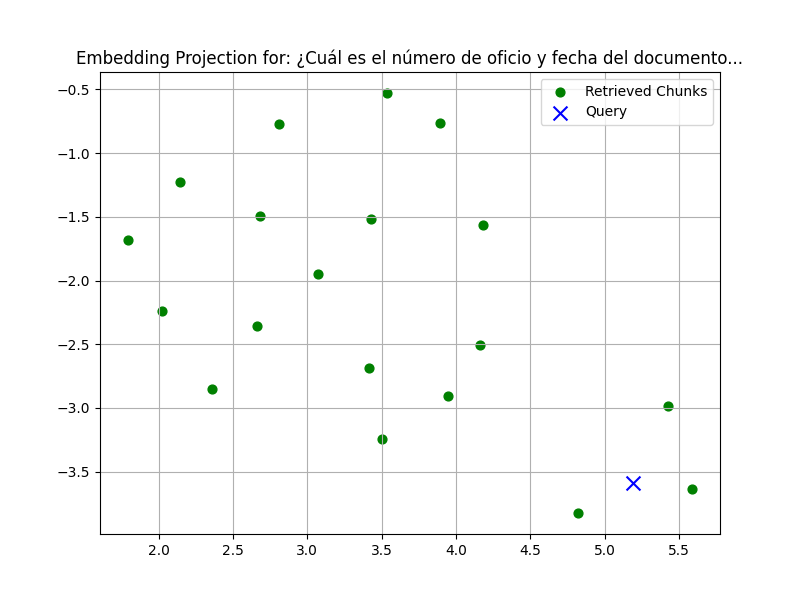 Embedding Projection for: ¿Cuál es el número de oficio y fecha del documento...
Retrieved Chunks
Query
−0.5
−1.0
−1.5
−2.0
−2.5
−3.0
−3.5
2.0 2.5 3.0 3.5 4.0 4.5 5.0 5.5